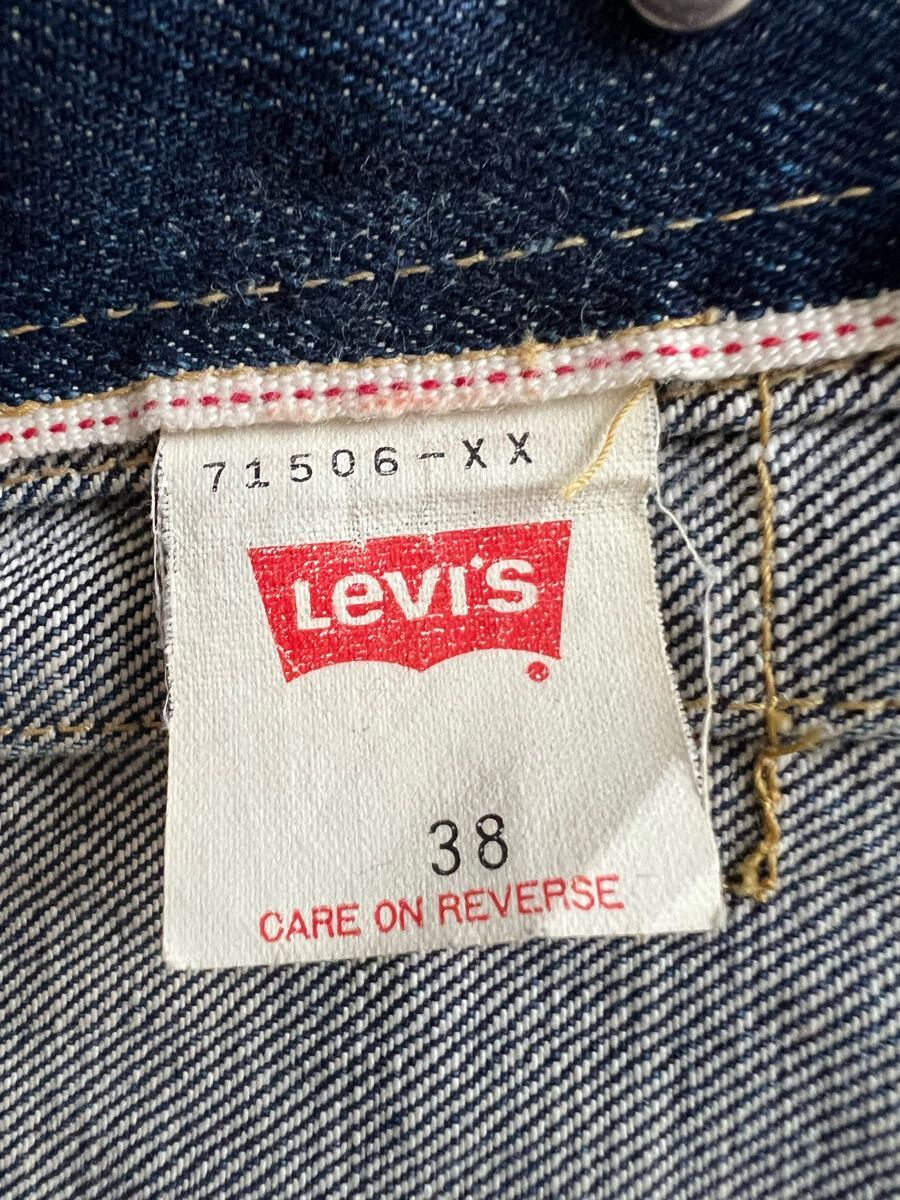 71506-XX
Levi's
®
38
CARE ON REVERSE